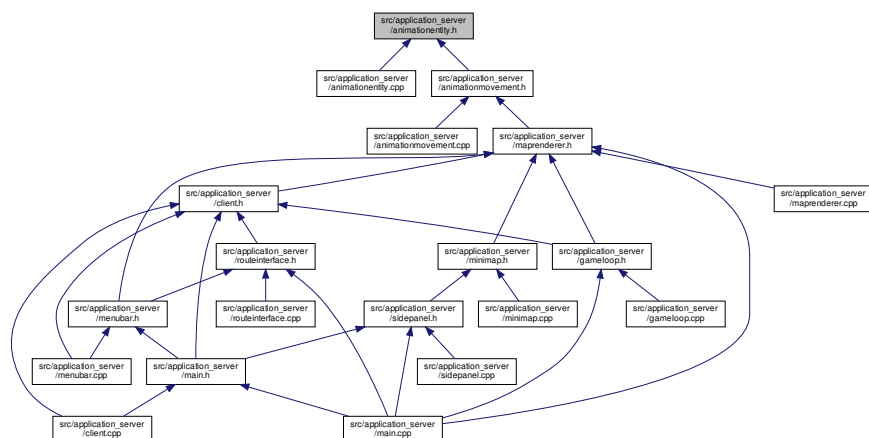 src/application_server
/animationentity.h
src/application_server
/animationentity.cpp
src/application_server
/animationmovement.h
src/application_server
/animationmovement.cpp
src/application_server
/maprenderer.h
src/application_server
/client.h
src/application_server
/maprenderer.cpp
src/application_server
/routeinterface.h
src/application_server
/minimap.h
src/application_server
/gameloop.h
src/application_server
/menubar.h
src/application_server
/routeinterface.cpp
src/application_server
/sidepanel.h
src/application_server
/minimap.cpp
src/application_server
/gameloop.cpp
src/application_server
/menubar.cpp
src/application_server
/main.h
src/application_server
/sidepanel.cpp
src/application_server
/client.cpp
src/application_server
/main.cpp